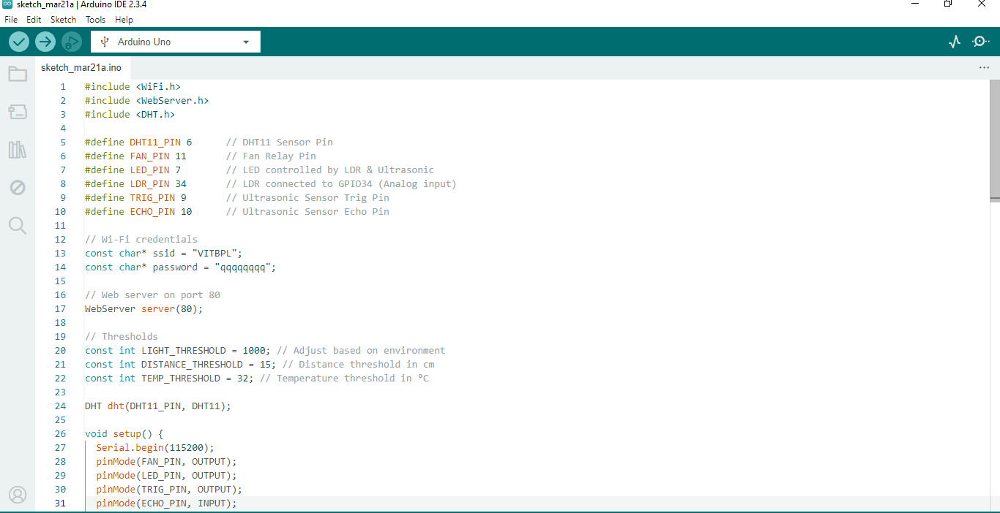 sketch_mar21a | Arduino IDE 2.3.4
File Edit Sketch Tools Help
Arduino Uno
sketch_mar21a.ino
1 #include <WiFi.h>
2 #include <WebServer.h>
3 #include <DHT.h>
4
5 #define DHT11_PIN 6 // DHT11 Sensor Pin
6 #define FAN_PIN 11 // Fan Relay Pin
7 #define LED_PIN 7 // LED controlled by LDR & Ultrasonic
8 #define LDR_PIN 34 // LDR connected to GPIO34 (Analog input)
9 #define TRIG_PIN 9 // Ultrasonic Sensor Trig Pin
10 #define ECHO_PIN 10 // Ultrasonic Sensor Echo Pin
11
12 // Wi-Fi credentials
13 const char* ssid = "VITBPL";
14 const char* password = "qqqqqqqq";
15
16 // Web server on port 80
17 WebServer server(80);
18
19 // Thresholds
20 const int LIGHT_THRESHOLD = 1000; // Adjust based on environment
21 const int DISTANCE_THRESHOLD = 15; // Distance threshold in cm
22 const int TEMP_THRESHOLD = 32; // Temperature threshold in °C
23
24 DHT dht(DHT11_PIN, DHT11);
25
26 void setup() {
27 Serial.begin(115200);
28 pinMode(FAN_PIN, OUTPUT);
29 pinMode(LED_PIN, OUTPUT);
30 pinMode(TRIG_PIN, OUTPUT);
31 pinMode(ECHO_PIN, INPUT);